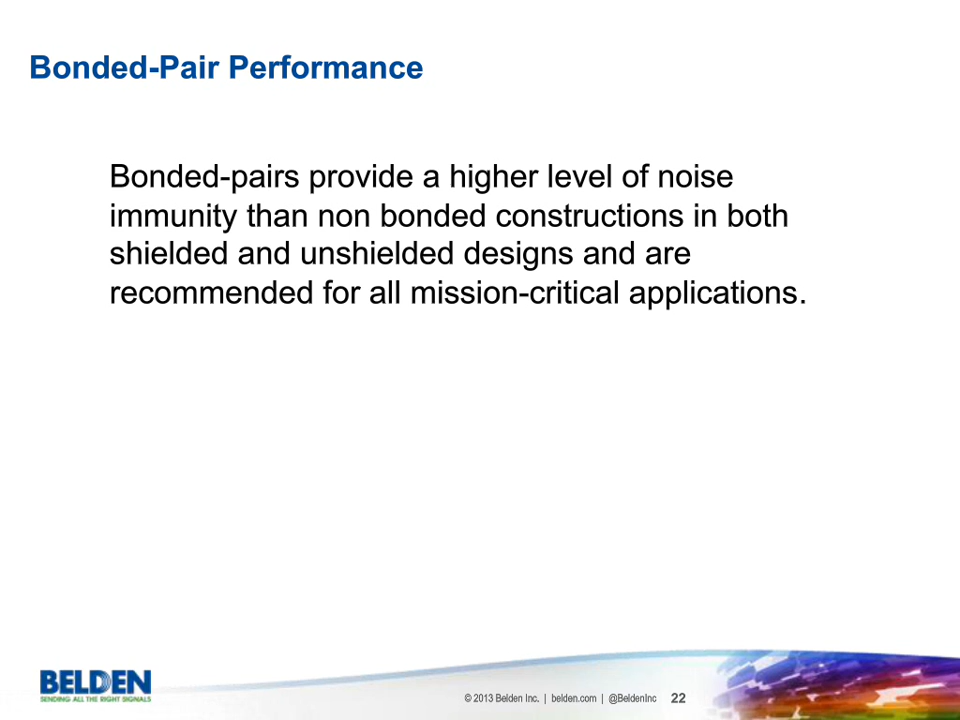 Bonded-Pair Performance
Bonded-pairs provide a higher level of noise
immunity than non bonded constructions in both
shielded and unshielded designs and are
recommended for all mission-critical applications.
BELDEN
SENDING ALL THE RIGHT SIGNALS
© 2013 Belden Inc. | belden.com | @BeldenInc 22